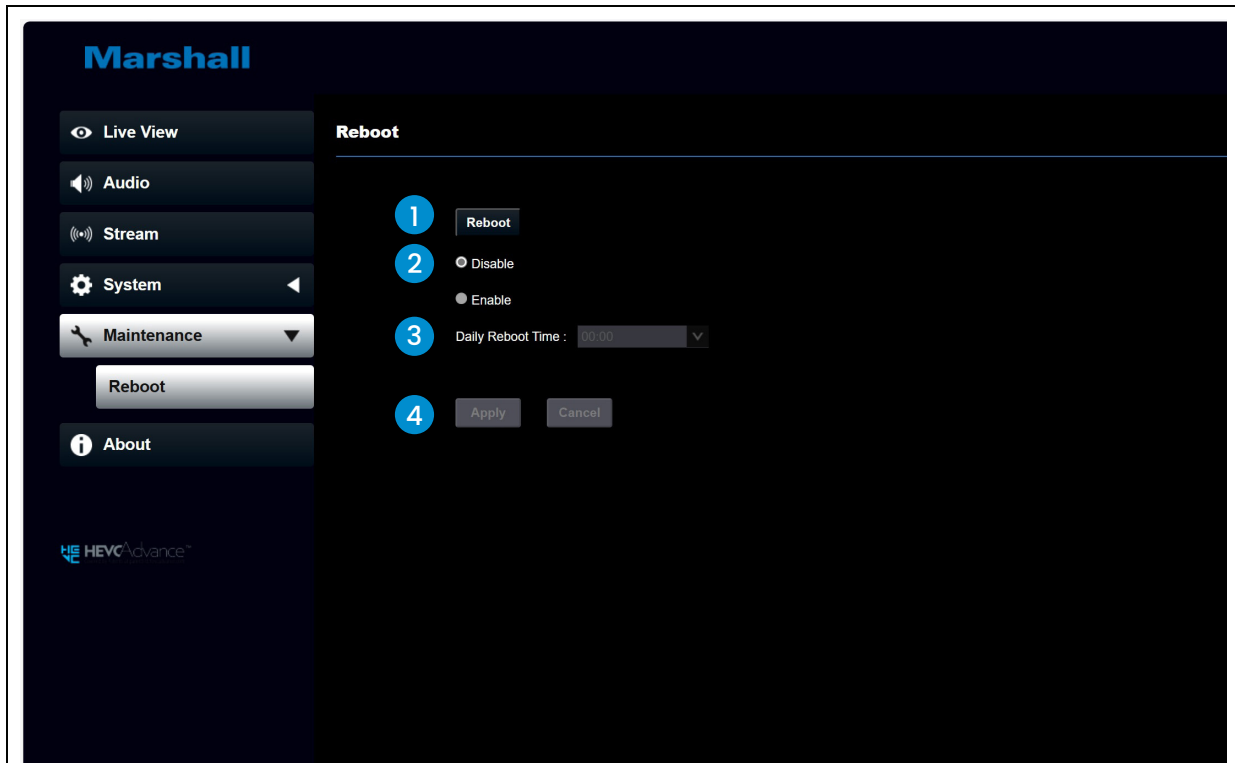 Marshall
Live View
Audio
Stream
System
Maintenance
Reboot
About
HEVCAdvance™
Reboot
1
Reboot
2
Disable
Enable
3
Daily Reboot Time : 00:00
4
Apply Cancel